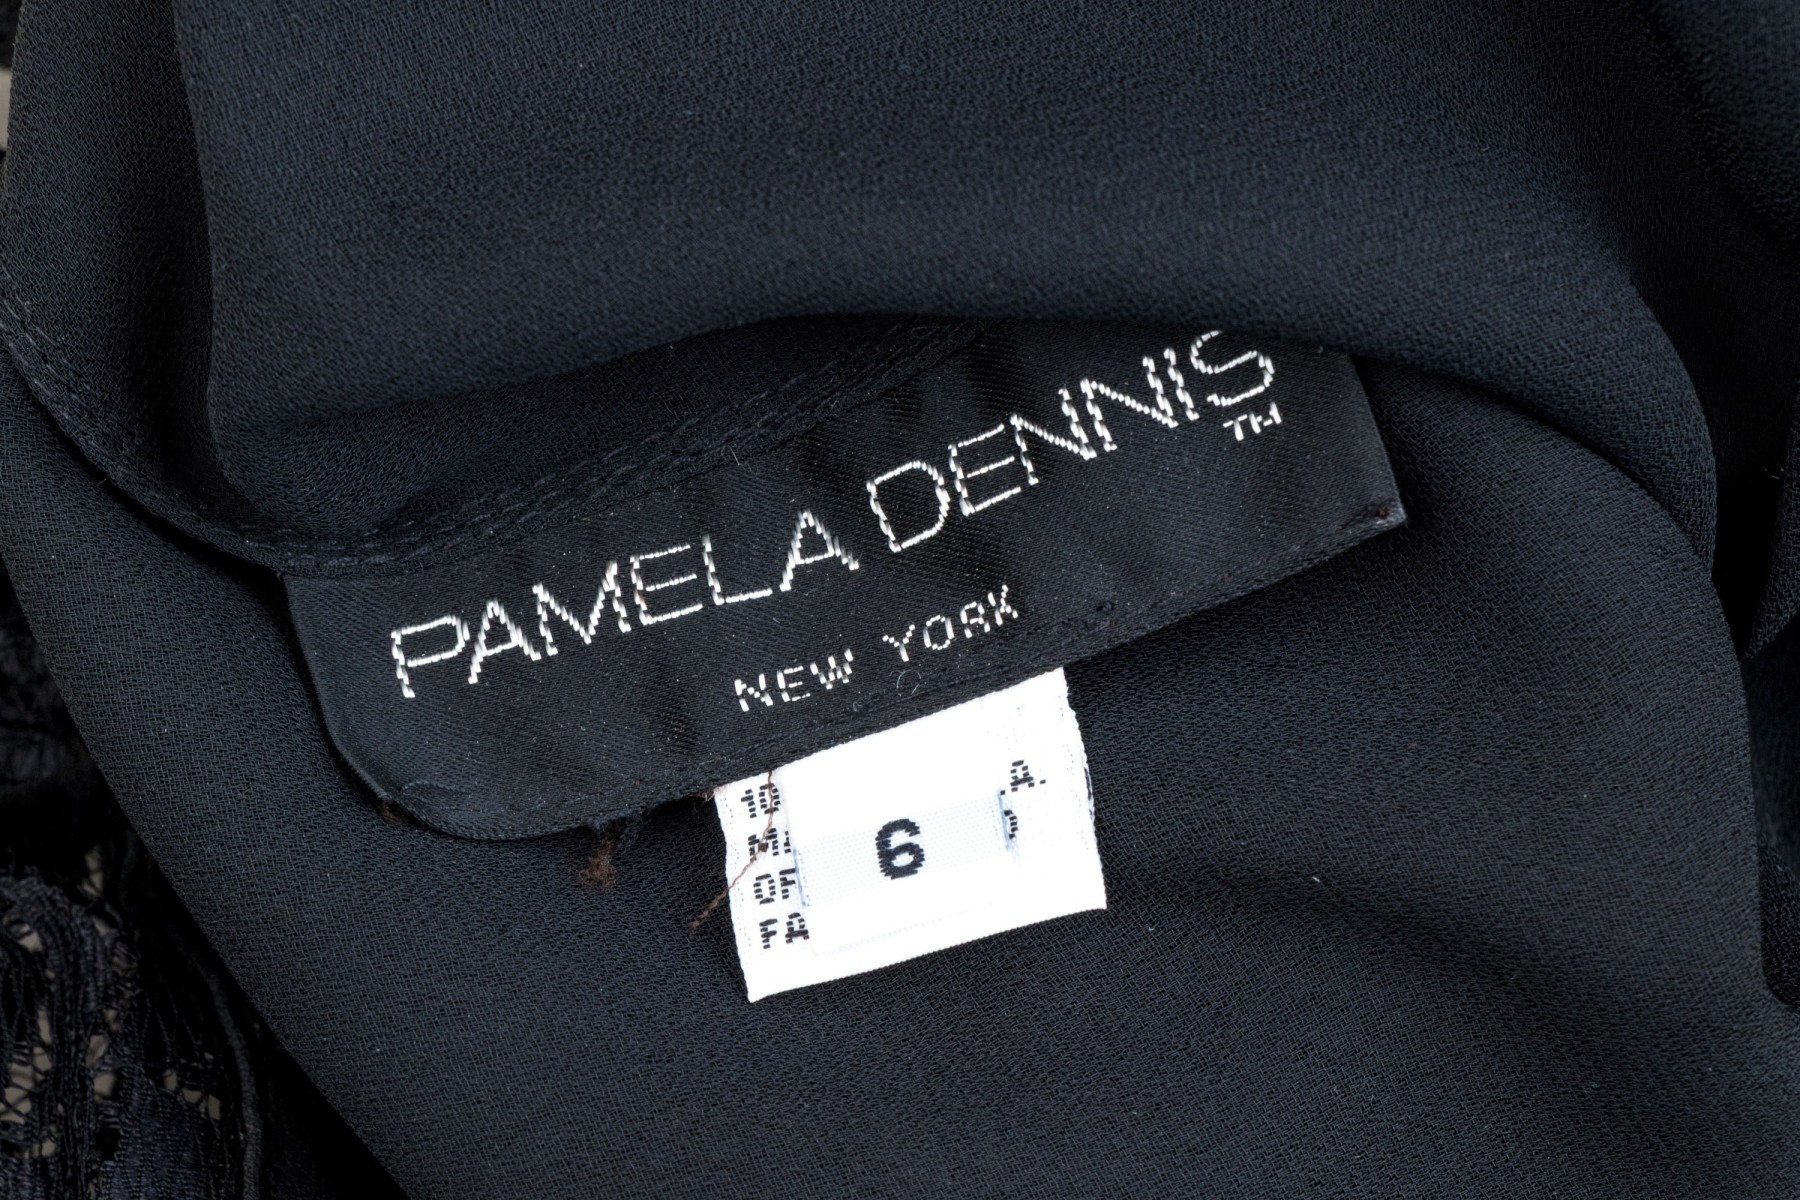 PAMELA DENNIS
TM
NEW YORK
6